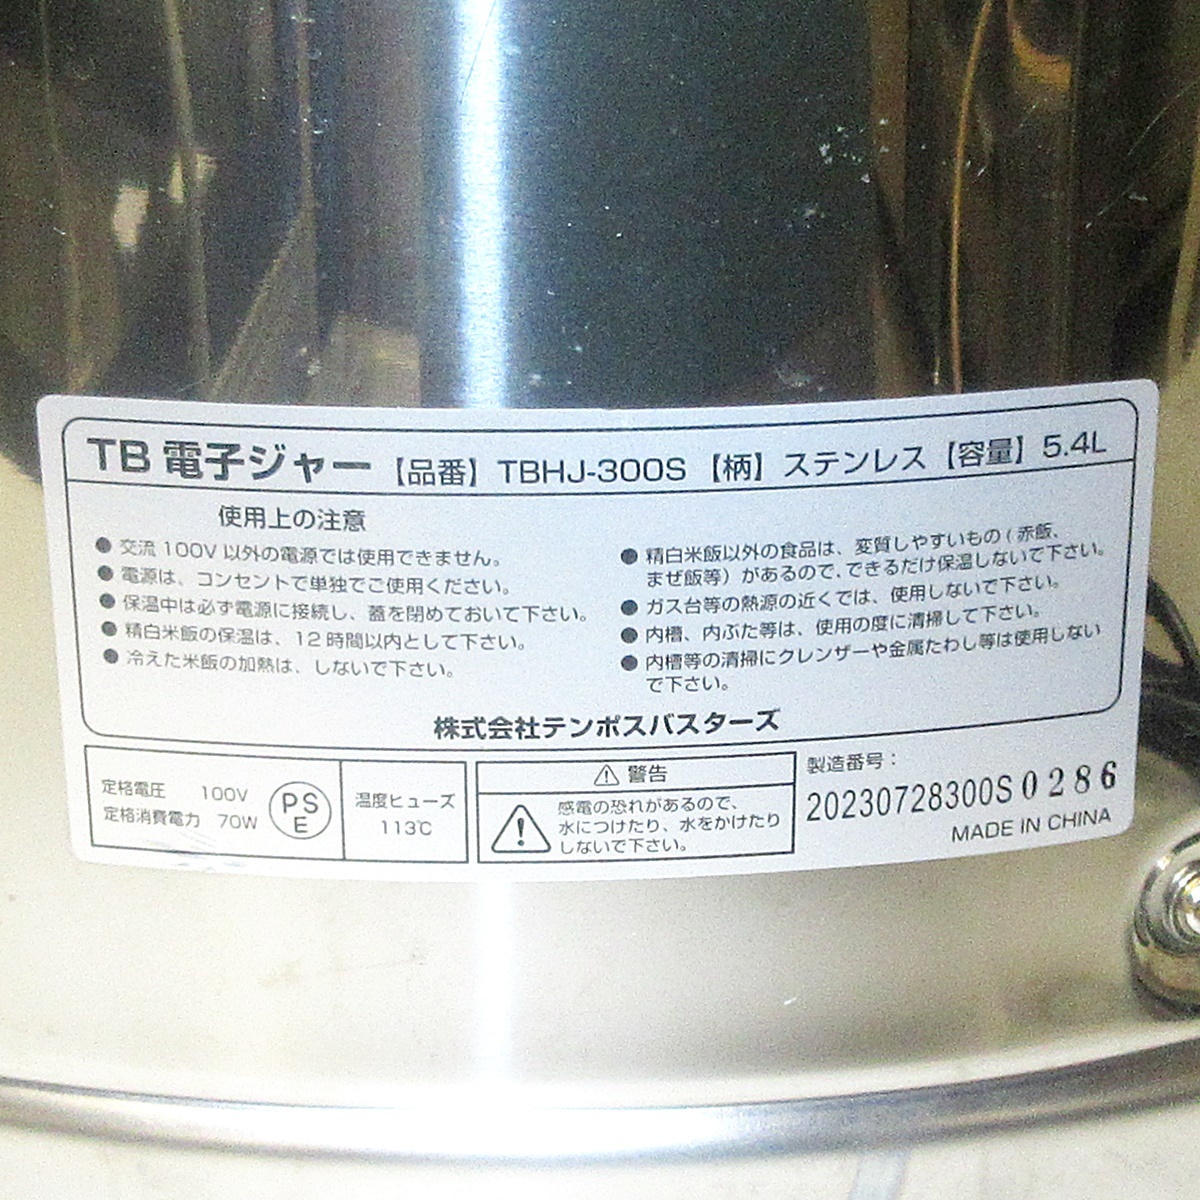 TB 電子ジャー 【品番】 TBHJ-300S 【柄】 ステンレス 【容量】 5.4L
使用上の注意
● 交流 100V 以外の電源では使用できません。
● 電源は、コンセントで単独でご使用ください。
● 保温中は必ず電源に接続し、蓋を閉めておいて下さい。
● 精白米飯の保温は、12 時間以内として下さい。
● 冷えた米飯の加熱は、しないで下さい。
● 精白米飯以外の食品は、変質しやすいもの ( 赤飯、
まぜ飯等) があるので、できるだけ保温しないで下さい。
● ガス台等の熱源の近くでは、使用しないで下さい。
● 内槽、内ぶた等は、使用の度に清掃して下さい。
● 内槽等の清掃にクレンザーや金属たわし等は使用しない
で下さい。
株式会社テンポスバスターズ
定格電圧 100V
定格消費電力 70W
PS
E
温度ヒューズ
113℃
⚠ 警告
感電の恐れがあるので、
水につけたり、水をかけたり
しないで下さい。
製造番号：
20230728300S0286
MADE IN CHINA